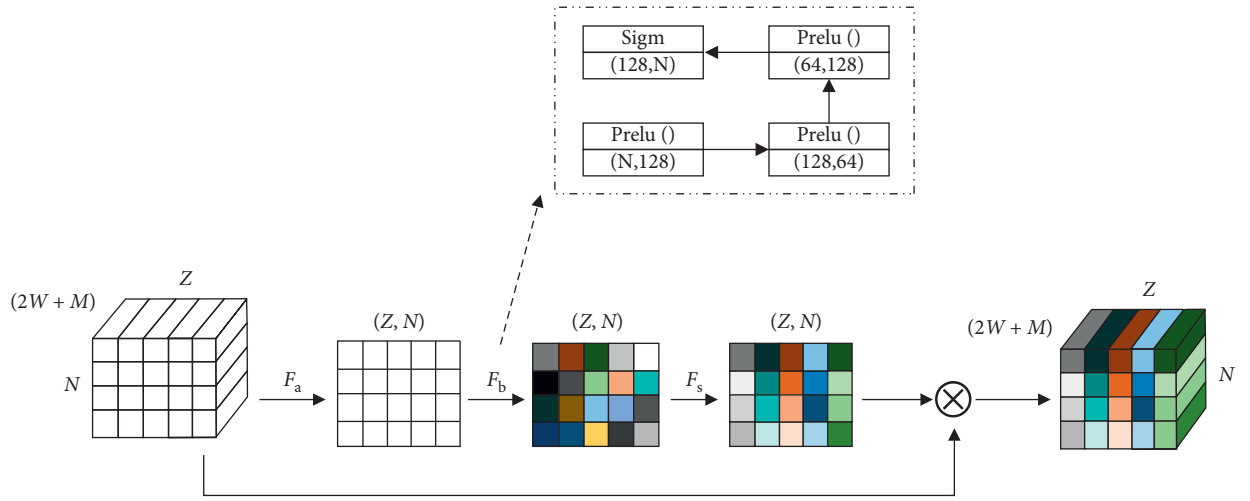 Sigm
(128,N)
Prelu ()
(64,128)
Prelu ()
(N,128)
Prelu ()
(128,64)
Z
(2W + M)
N
F_a
(Z, N)
F_b
(Z, N)
F_s
(Z, N)
Z
(2W + M)
N